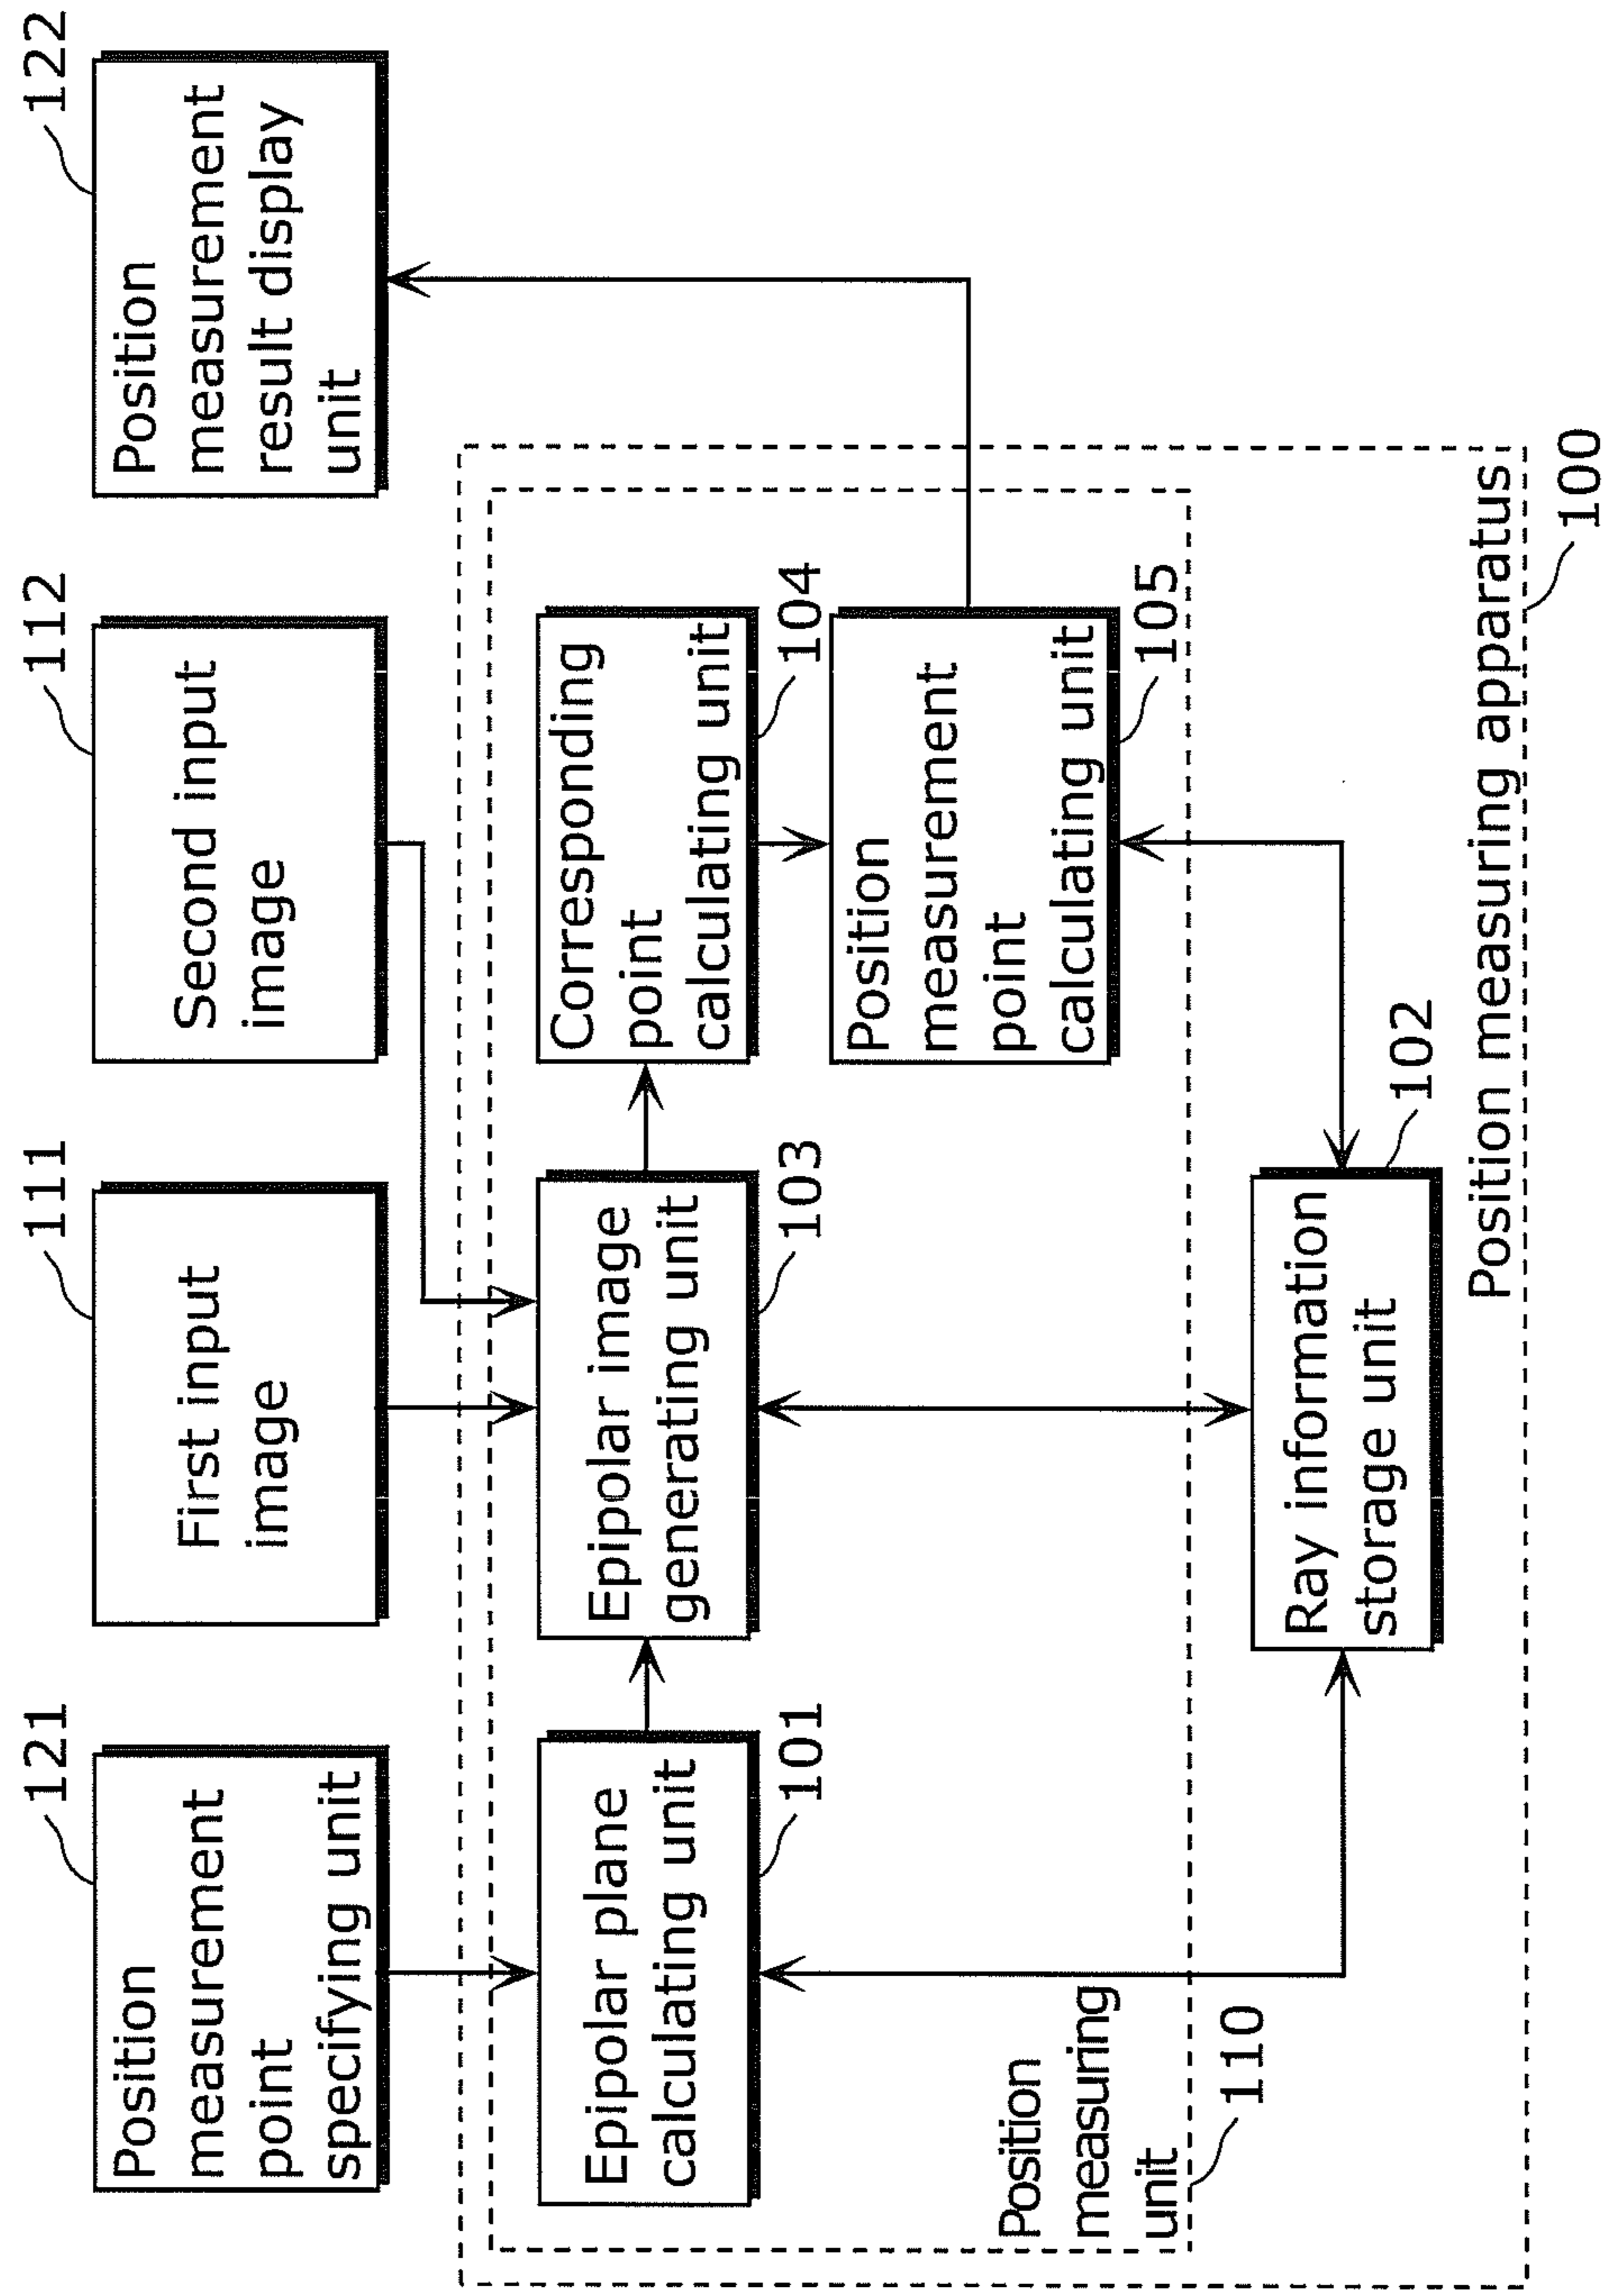 121
Position
measurement
point
specifying unit
111
First input
image
112
Second input
image
122
Position
measurement
result display
unit
Epipolar plane
calculating unit
101
Epipolar image
generating unit
103
Corresponding
point
calculating unit
104
Position
measurement
point
calculating unit
105
Position
measuring
unit
110
Ray information
storage unit
102
Position measuring apparatus
100